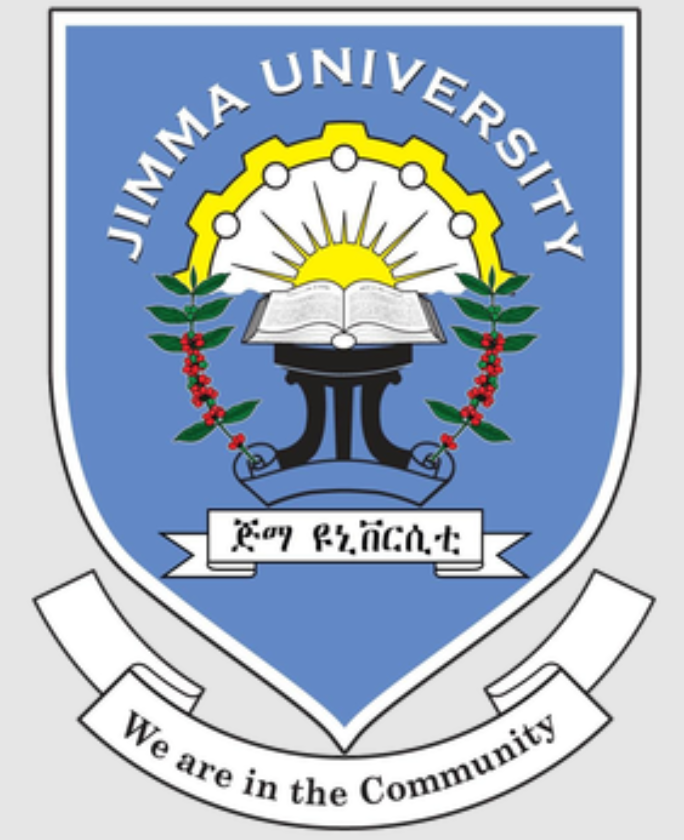 JIMMA UNIVERSITY
ጅማ ዩኒቨርሲቲ
We are in the Community